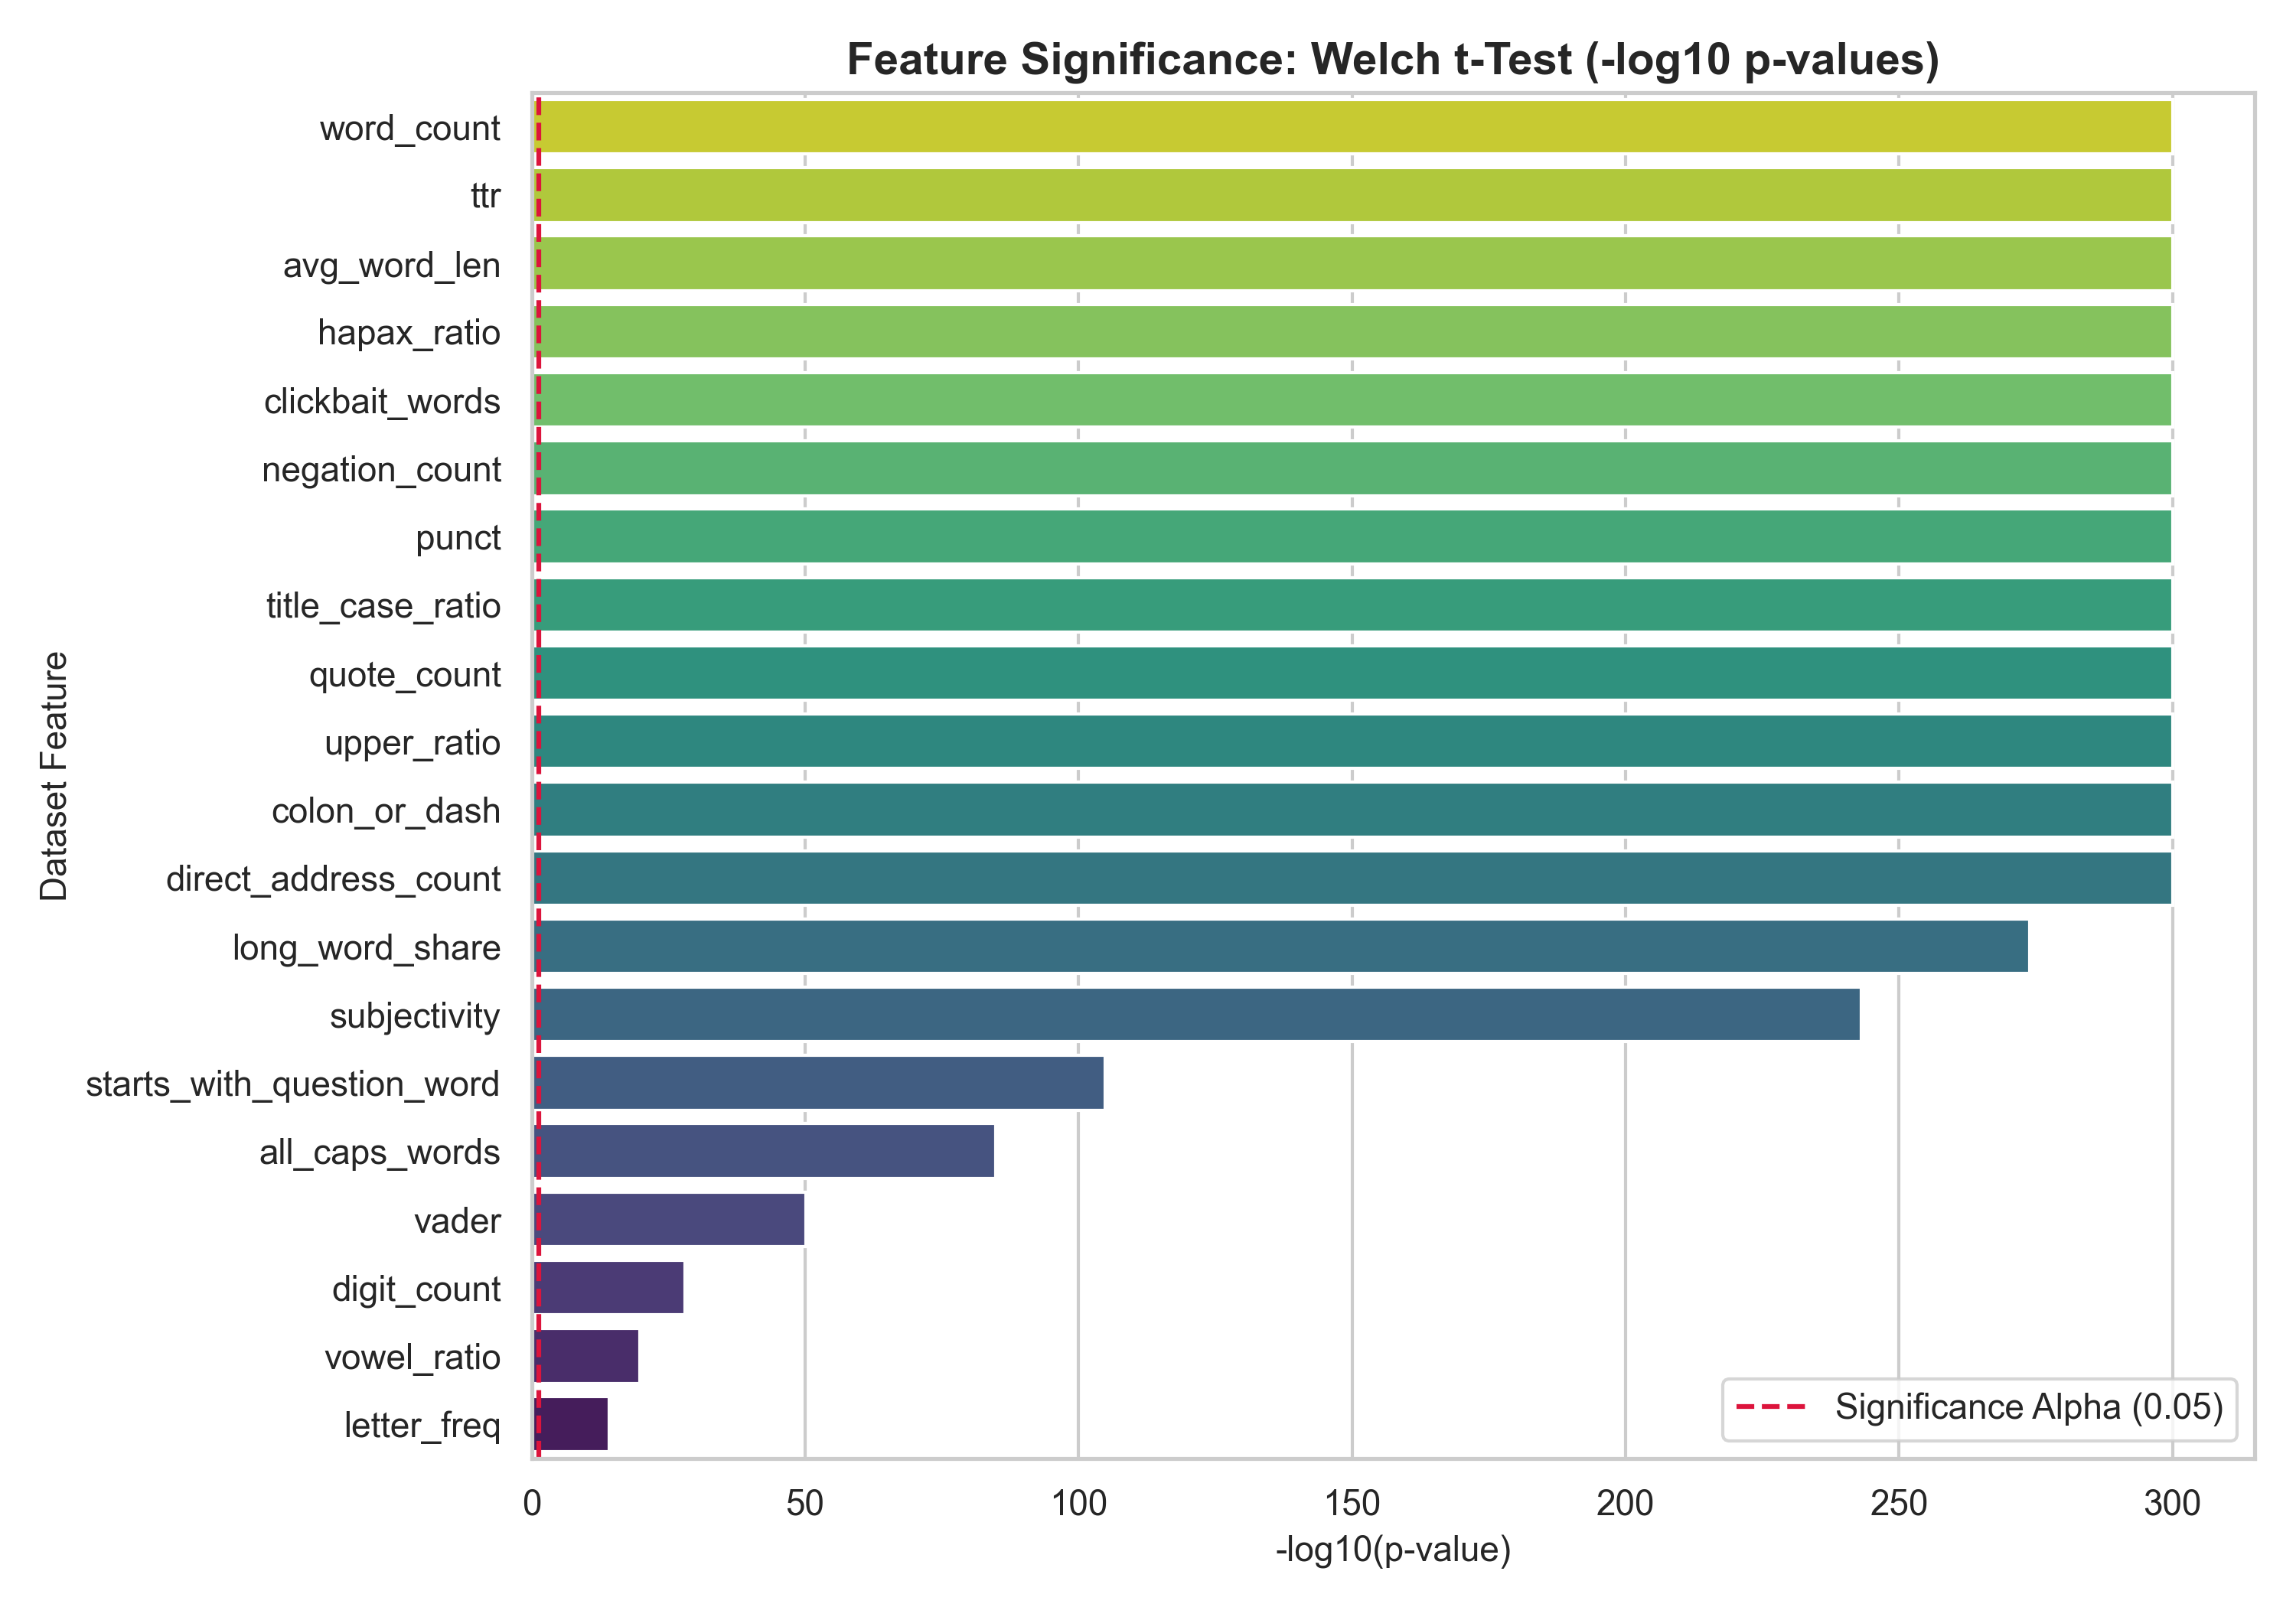 Feature Significance: Welch t-Test (-log10 p-values)
Dataset Feature
word_count
ttr
avg_word_len
hapax_ratio
clickbait_words
negation_count
punct
title_case_ratio
quote_count
upper_ratio
colon_or_dash
direct_address_count
long_word_share
subjectivity
starts_with_question_word
all_caps_words
vader
digit_count
vowel_ratio
letter_freq
Significance Alpha (0.05)
0 50 100 150 200 250 300
-log10(p-value)